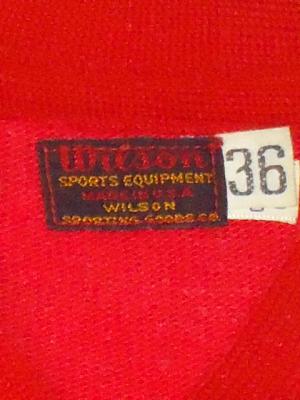 Wilson
36
SPORTS EQUIPMENT
MADE IN U.S.A
WILSON
SPORTING GOODS CO